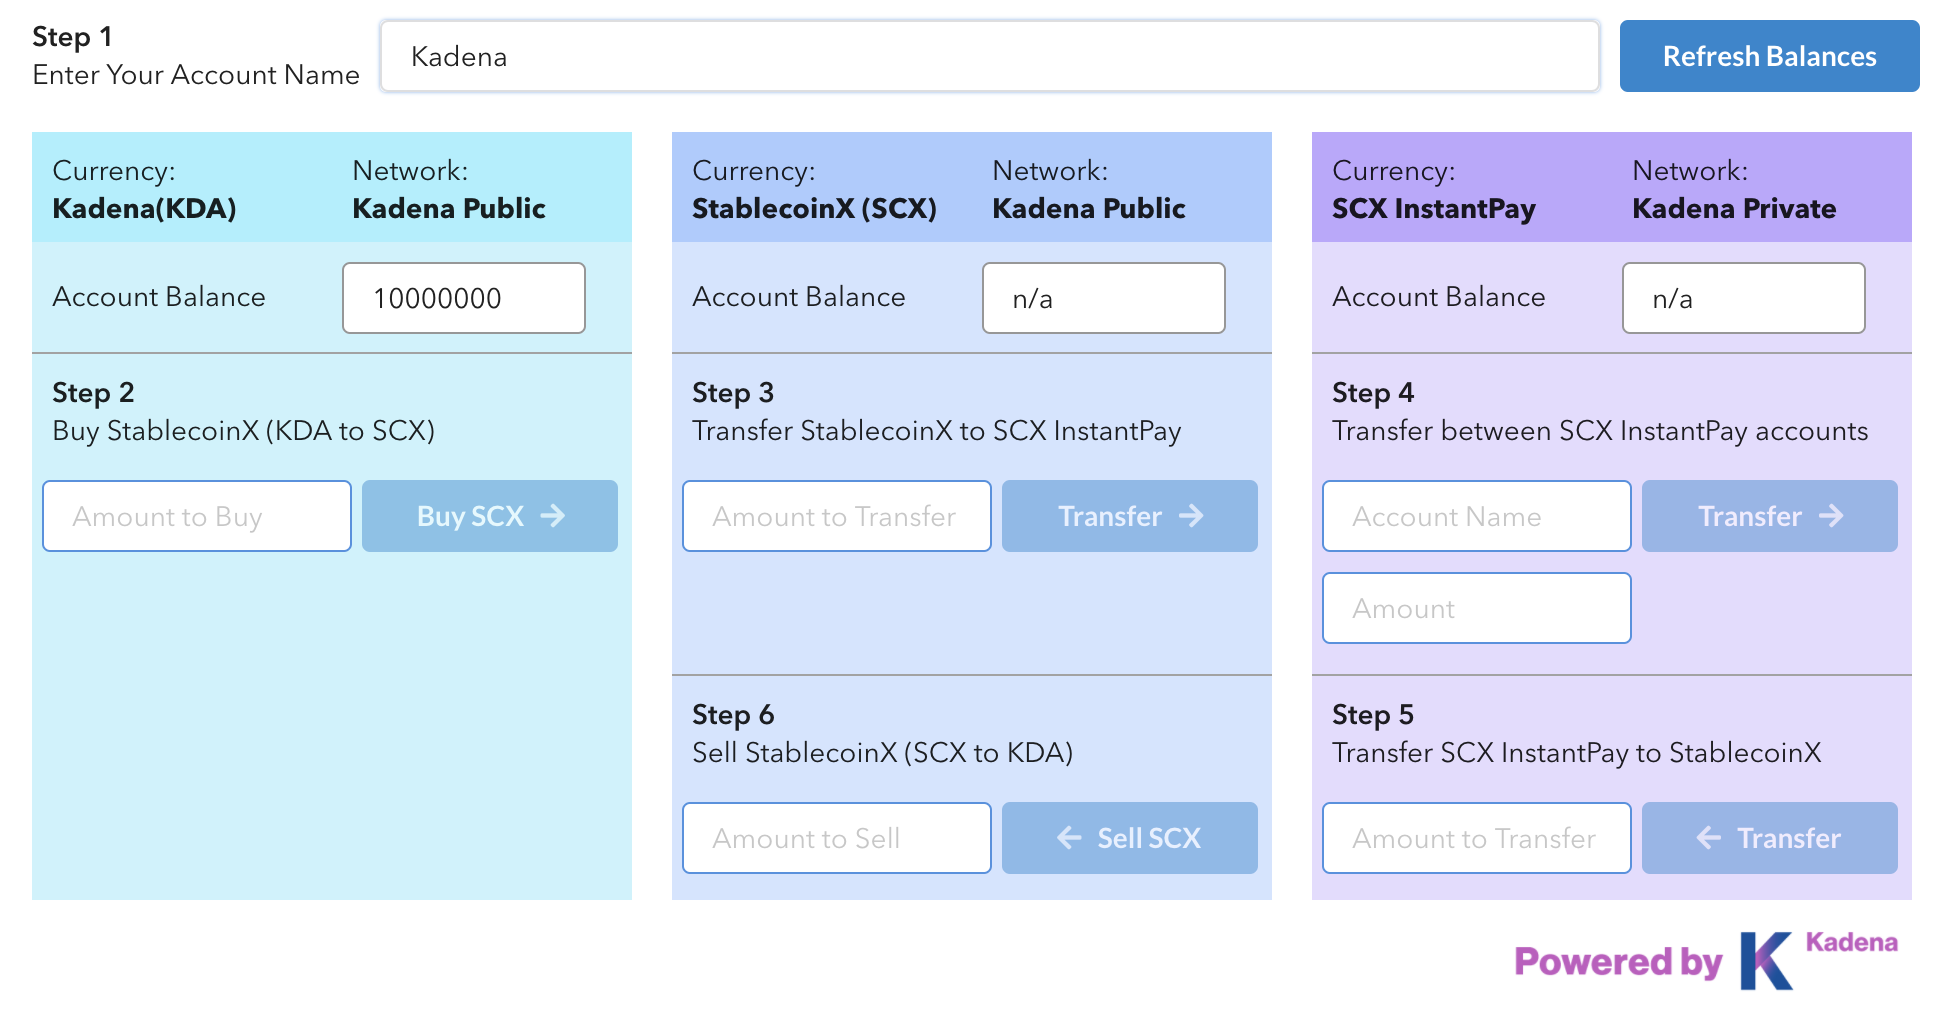 Step 1
Enter Your Account Name
Kadena
Refresh Balances
Currency:
Kadena(KDA)
Network:
Kadena Public
Account Balance
10000000
Step 2
Buy StablecoinX (KDA to SCX)
Amount to Buy
Buy SCX →
Currency:
StablecoinX (SCX)
Network:
Kadena Public
Account Balance
n/a
Step 3
Transfer StablecoinX to SCX InstantPay
Amount to Transfer
Transfer →
Step 6
Sell StablecoinX (SCX to KDA)
Amount to Sell
← Sell SCX
Currency:
SCX InstantPay
Network:
Kadena Private
Account Balance
n/a
Step 4
Transfer between SCX InstantPay accounts
Account Name
Transfer →
Amount
Step 5
Transfer SCX InstantPay to StablecoinX
Amount to Transfer
← Transfer
Powered by K Kadena